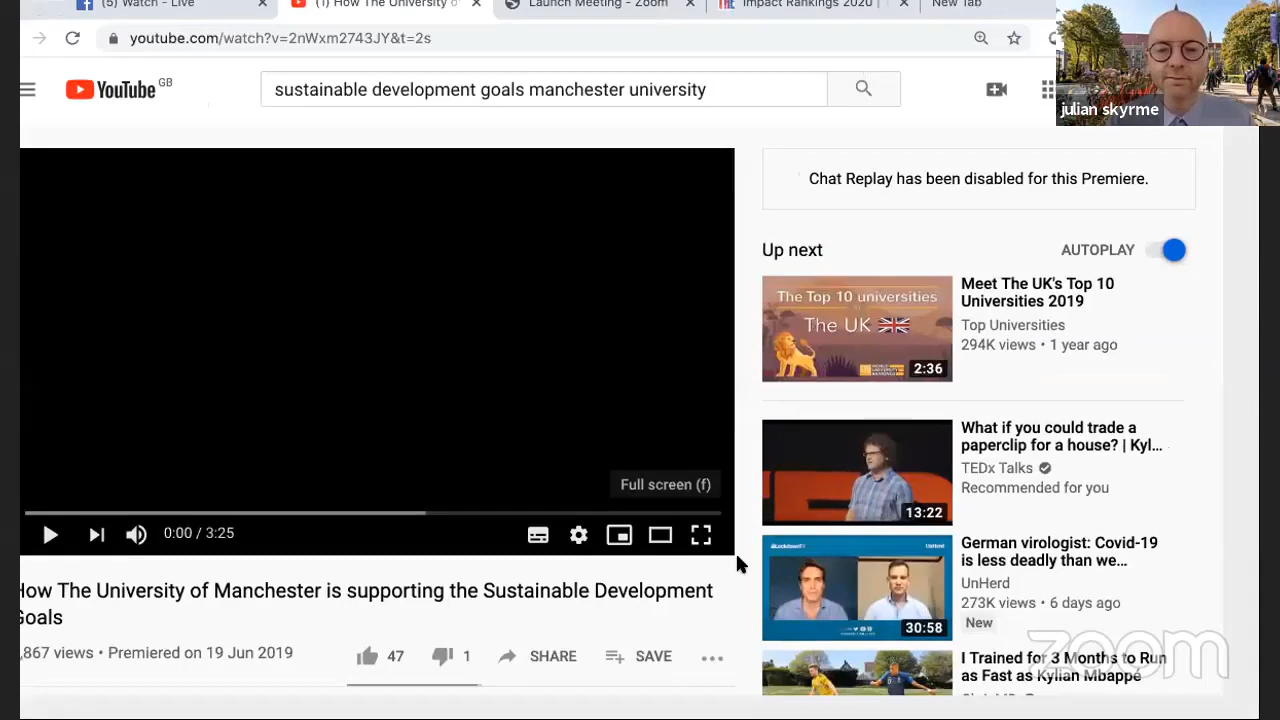 (5) Watch - Live
(1) How The University of
Launch Meeting - Zoom
Impact Rankings 2020 |
New Tab
youtube.com/watch?v=2nWxm2743JY&t=2s
YouTube GB
sustainable development goals manchester university
julian skyrme
Chat Replay has been disabled for this Premiere.
Up next
AUTOPLAY
The Top 10 universities
The UK
2:36
Meet The UK's Top 10
Universities 2019
Top Universities
294K views • 1 year ago
13:22
What if you could trade a
paperclip for a house? | Kyl...
TEDx Talks
Recommended for you
Full screen (f)
0:00 / 3:25
UnHerd
30:58
German virologist: Covid-19
is less deadly than we...
UnHerd
273K views • 6 days ago
New
How The University of Manchester is supporting the Sustainable Development
Goals
,867 views • Premiered on 19 Jun 2019
47
1
SHARE
SAVE
I Trained for 3 Months to Run
as Fast as Kylian Mbappé
zoom